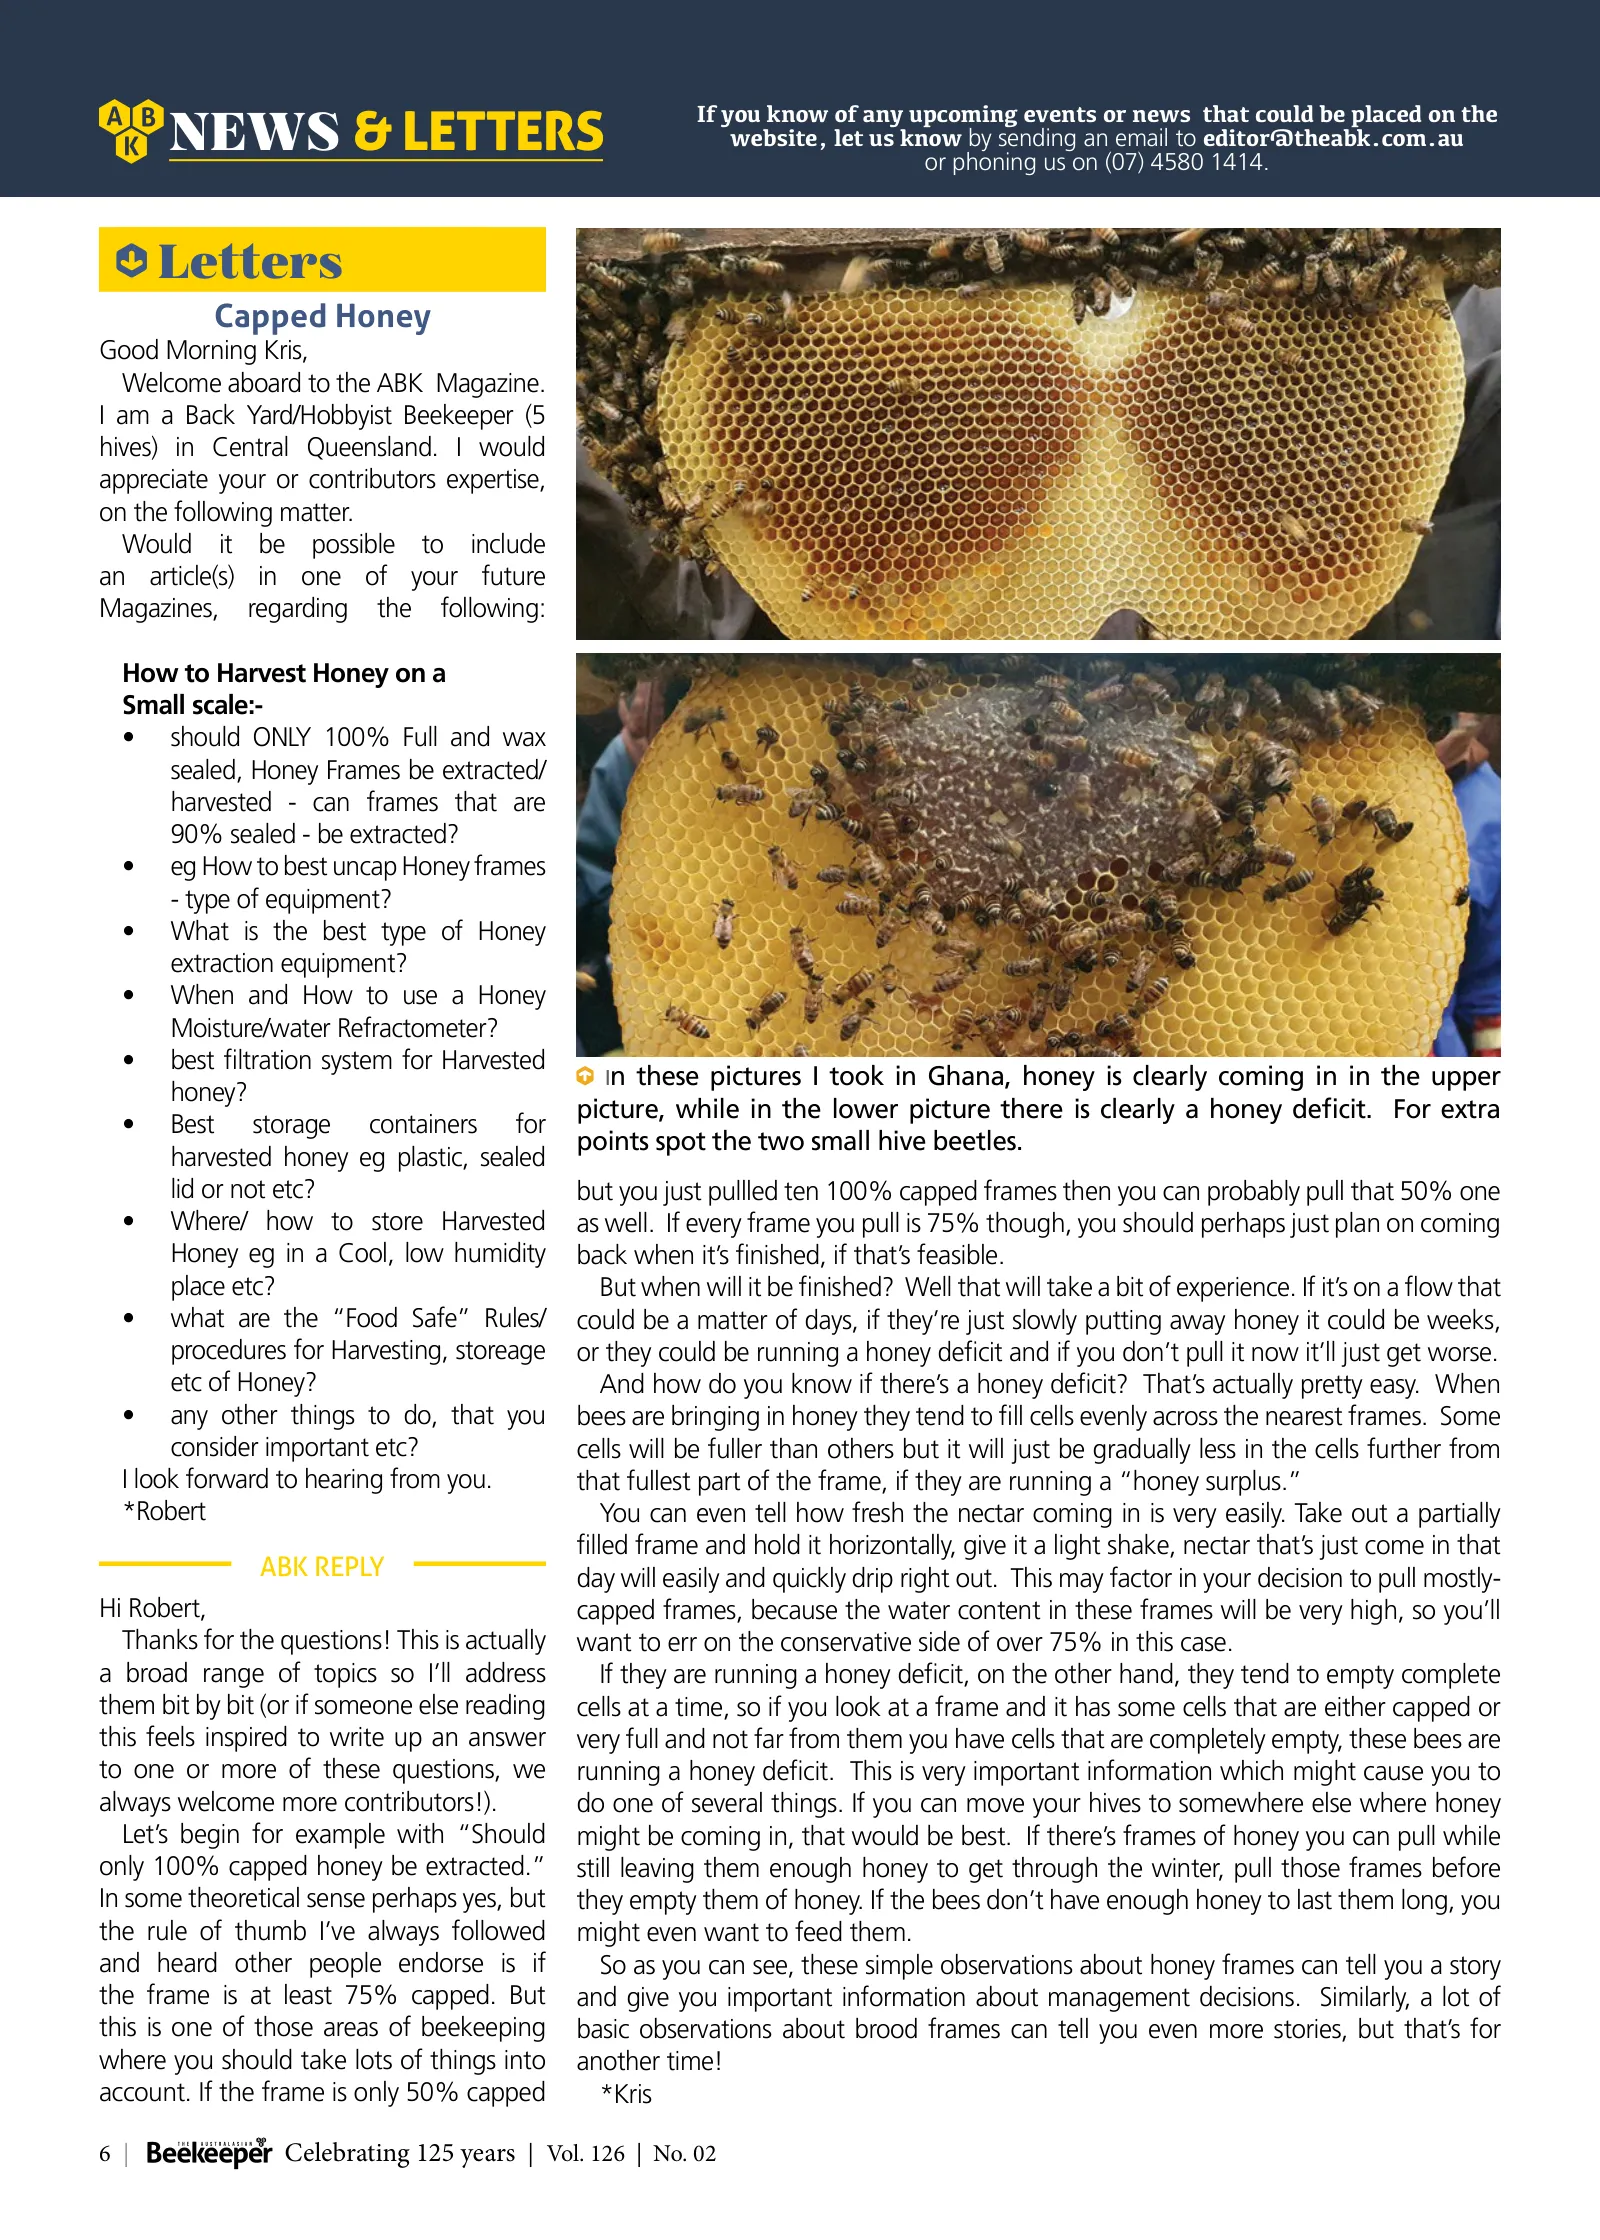 A B K NEWS & LETTERS
If you know of any upcoming events or news that could be placed on the
website, let us know by sending an email to editor@theabk.com.au
or phoning us on (07) 4580 1414.
Letters
Capped Honey
Good Morning Kris,
Welcome aboard to the ABK Magazine.
I am a Back Yard/Hobbyist Beekeeper (5
hives) in Central Queensland. I would
appreciate your or contributors expertise,
on the following matter.
Would it be possible to include
an article(s) in one of your future
Magazines, regarding the following:
How to Harvest Honey on a
Small scale:-
• should ONLY 100% Full and wax
sealed, Honey Frames be extracted/
harvested - can frames that are
90% sealed - be extracted?
• eg How to best uncap Honey frames
- type of equipment?
• What is the best type of Honey
extraction equipment?
• When and How to use a Honey
Moisture/water Refractometer?
• best filtration system for Harvested
honey?
• Best storage containers for
harvested honey eg plastic, sealed
lid or not etc?
• Where/ how to store Harvested
Honey eg in a Cool, low humidity
place etc?
• what are the “Food Safe” Rules/
procedures for Harvesting, storeage
etc of Honey?
• any other things to do, that you
consider important etc?
I look forward to hearing from you.
*Robert
ABK REPLY
Hi Robert,
Thanks for the questions! This is actually
a broad range of topics so I’ll address
them bit by bit (or if someone else reading
this feels inspired to write up an answer
to one or more of these questions, we
always welcome more contributors!).
Let’s begin for example with “Should
only 100% capped honey be extracted.”
In some theoretical sense perhaps yes, but
the rule of thumb I’ve always followed
and heard other people endorse is if
the frame is at least 75% capped. But
this is one of those areas of beekeeping
where you should take lots of things into
account. If the frame is only 50% capped
In these pictures I took in Ghana, honey is clearly coming in in the upper
picture, while in the lower picture there is clearly a honey deficit. For extra
points spot the two small hive beetles.
but you just pullled ten 100% capped frames then you can probably pull that 50% one
as well. If every frame you pull is 75% though, you should perhaps just plan on coming
back when it’s finished, if that’s feasible.
But when will it be finished? Well that will take a bit of experience. If it’s on a flow that
could be a matter of days, if they’re just slowly putting away honey it could be weeks,
or they could be running a honey deficit and if you don’t pull it now it’ll just get worse.
And how do you know if there’s a honey deficit? That’s actually pretty easy. When
bees are bringing in honey they tend to fill cells evenly across the nearest frames. Some
cells will be fuller than others but it will just be gradually less in the cells further from
that fullest part of the frame, if they are running a “honey surplus.”
You can even tell how fresh the nectar coming in is very easily. Take out a partially
filled frame and hold it horizontally, give it a light shake, nectar that’s just come in that
day will easily and quickly drip right out. This may factor in your decision to pull mostly-
capped frames, because the water content in these frames will be very high, so you’ll
want to err on the conservative side of over 75% in this case.
If they are running a honey deficit, on the other hand, they tend to empty complete
cells at a time, so if you look at a frame and it has some cells that are either capped or
very full and not far from them you have cells that are completely empty, these bees are
running a honey deficit. This is very important information which might cause you to
do one of several things. If you can move your hives to somewhere else where honey
might be coming in, that would be best. If there’s frames of honey you can pull while
still leaving them enough honey to get through the winter, pull those frames before
they empty them of honey. If the bees don’t have enough honey to last them long, you
might even want to feed them.
So as you can see, these simple observations about honey frames can tell you a story
and give you important information about management decisions. Similarly, a lot of
basic observations about brood frames can tell you even more stories, but that’s for
another time!
*Kris
6 | THE AUSTRALASIAN Beekeeper Celebrating 125 years | Vol. 126 | No. 02